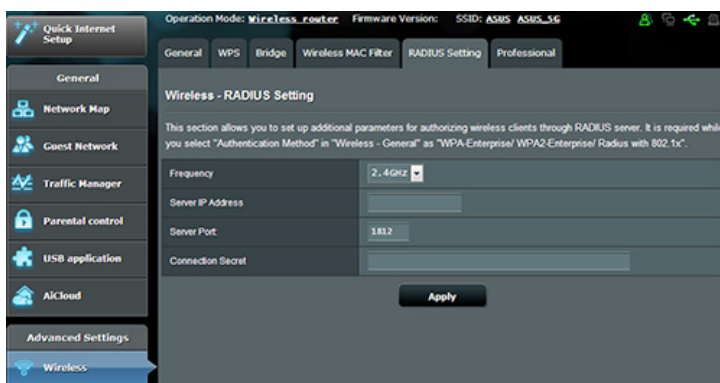 Quick Internet
Setup
Operation Mode: Wireless router Firmware Version: SSID: ASUS ASUS_5G
General WPS Bridge Wireless MAC Filter RADIUS Setting Professional
General
Network Map
Guest Network
Traffic Manager
Parental control
USB application
AiCloud
Advanced Settings
Wireless
Wireless - RADIUS Setting
This section allows you to set up additional parameters for authorizing wireless clients through RADIUS server. It is required while
you select "Authentication Method" in "Wireless - General" as "WPA-Enterprise/ WPA2-Enterprise/ Radius with 802.1x".
Frequency 2.4GHZ
Server IP Address
Server Port: 1812
Connection Secret
Apply